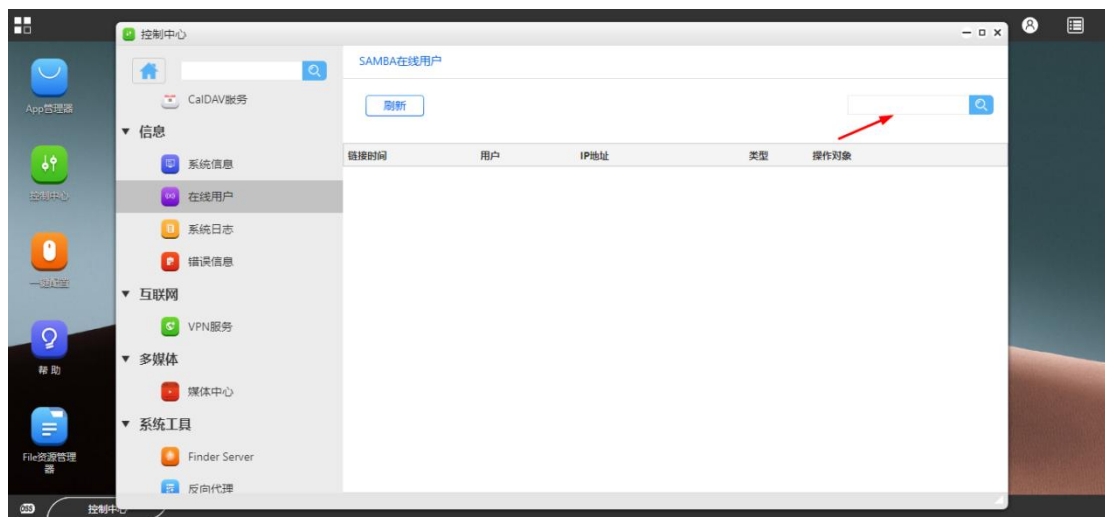 控制中心
SAMBA在线用户
刷新
链接时间 用户 IP地址 类型 操作对象
CalDAV服务
信息
系统信息
在线用户
系统日志
错误信息
互联网
VPN服务
多媒体
媒体中心
系统工具
Finder Server
反向代理
App管理器
控制中心
一键配置
帮 助
File资源管理
器
控制中心